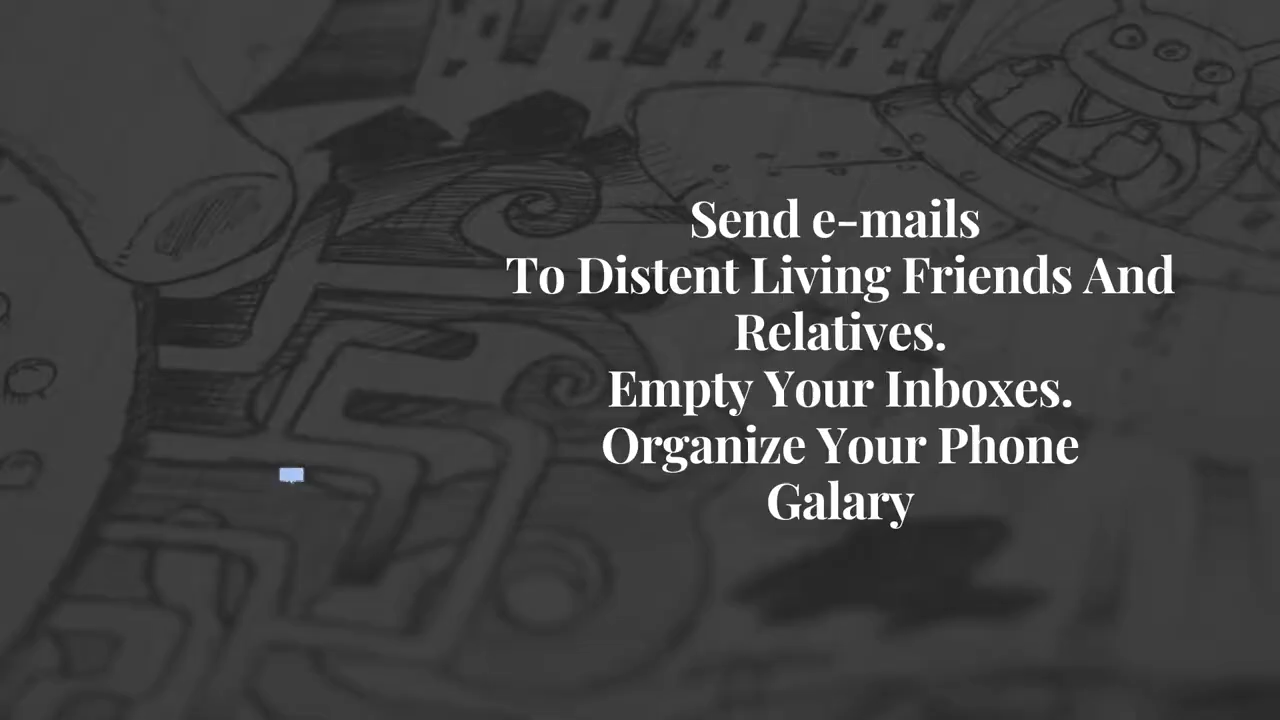 Send e-mails
To Distent Living Friends And
Relatives.
Empty Your Inboxes.
Organize Your Phone
Galary